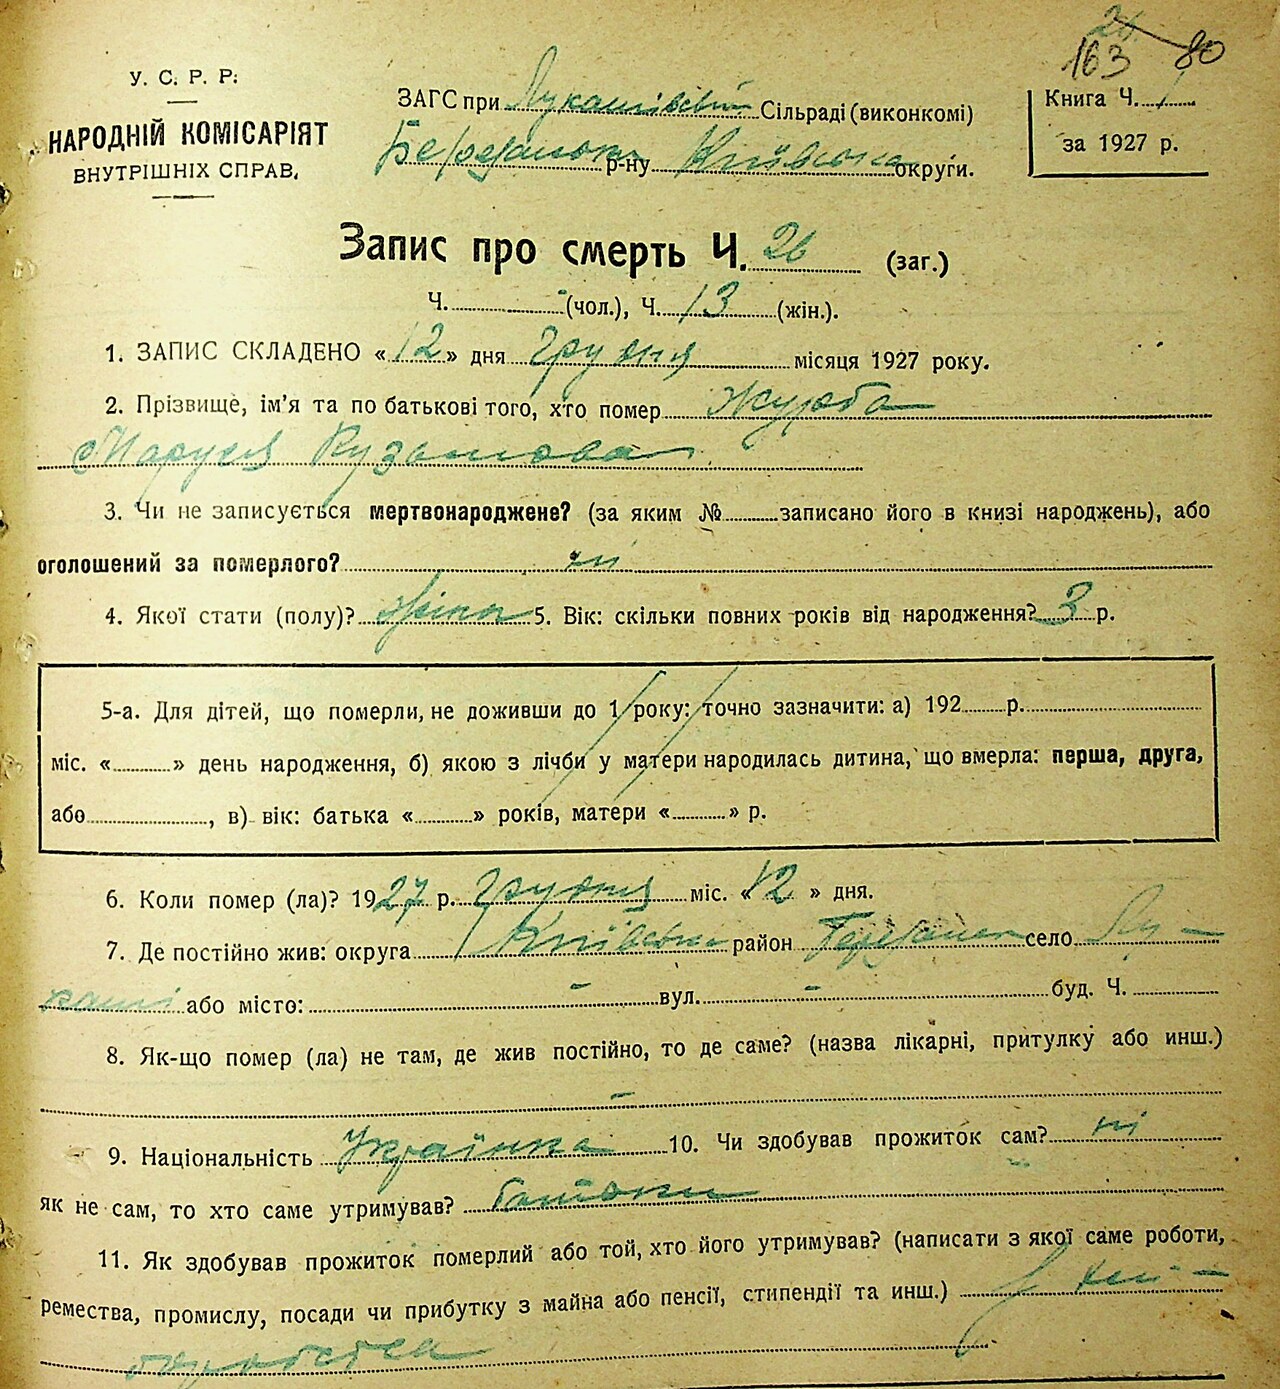 163 80
У. С. Р. Р.
НАРОДНІЙ КОМІСАРІЯТ
ВНУТРІШНІХ СПРАВ.
ЗАГС при Лукашівській Сільраді (виконкомі)
р-ну Київська округи.
Книга Ч. 1
за 1927 р.
Запис про смерть Ч. 26 (заг.)
Ч. - (чол.), Ч. 13 (жін.).
1. ЗАПИС СКЛАДЕНО «12» дня грудня місяця 1927 року.
2. Прізвище, ім'я та по батькові того, хто помер Журба
Маруся Кузьмова
3. Чи не записується мертвонароджене? (за яким № записано його в книзі народжень), або
оголошений за померлого? ні
4. Якої стати (полу)? жіноч 5. Вік: скільки повних років від народження? 3 р.
5-а. Для дітей, що померли, не доживши до 1 року: точно зазначити: а) 192 р.
міс. « » день народження, б) якою з лічби у матери народилась дитина, що вмерла: перша, друга,
або , в) вік: батька « » років, матери « » р.
6. Коли помер (ла)? 1927 р. грудня міс. «12» дня.
7. Де постійно жив: округа Київська район село Лу-
каші або місто: - вул. - буд. Ч.
8. Як-що помер (ла) не там, де жив постійно, то де саме? (назва лікарні, притулку або инш.)
-
9. Національність Українка 10. Чи здобував прожиток сам? ні
як не сам, то хто саме утримував? батьки
11. Як здобував прожиток померлий або той, хто його утримував? (написати з якої саме роботи,
ремества, промислу, посади чи прибутку з майна або пенсії, стипендії та инш.)